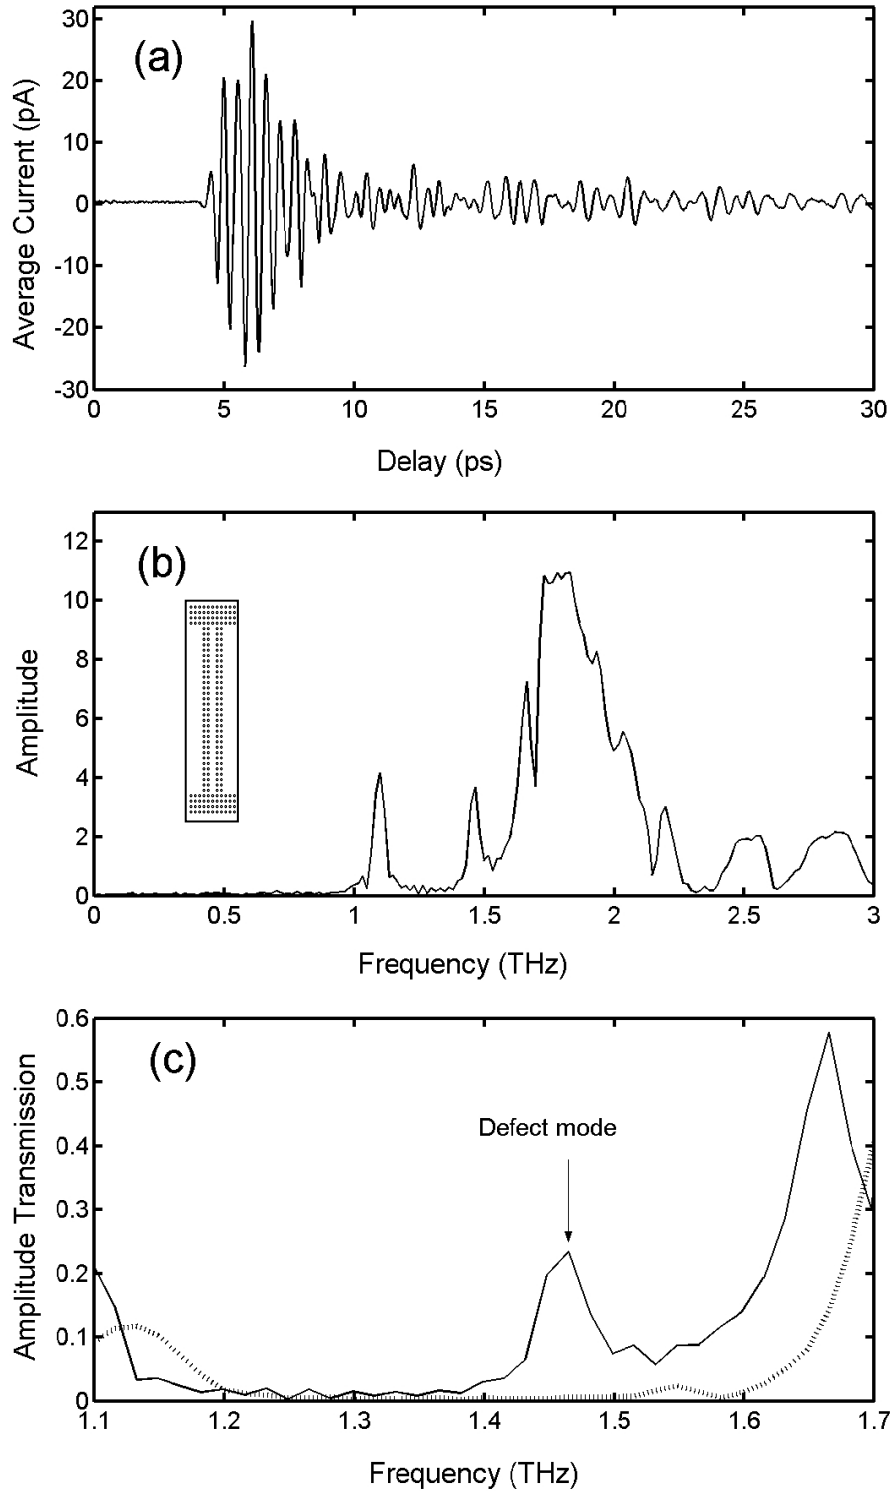 (a)
Average Current (pA)
30
20
10
0
-10
-20
-30
0 5 10 15 20 25 30
Delay (ps)
(b)
Amplitude
12
10
8
6
4
2
0
0 0.5 1 1.5 2 2.5 3
Frequency (THz)
(c)
Amplitude Transmission
0.6
0.5
0.4
0.3
0.2
0.1
0
Defect mode
1.1 1.2 1.3 1.4 1.5 1.6 1.7
Frequency (THz)